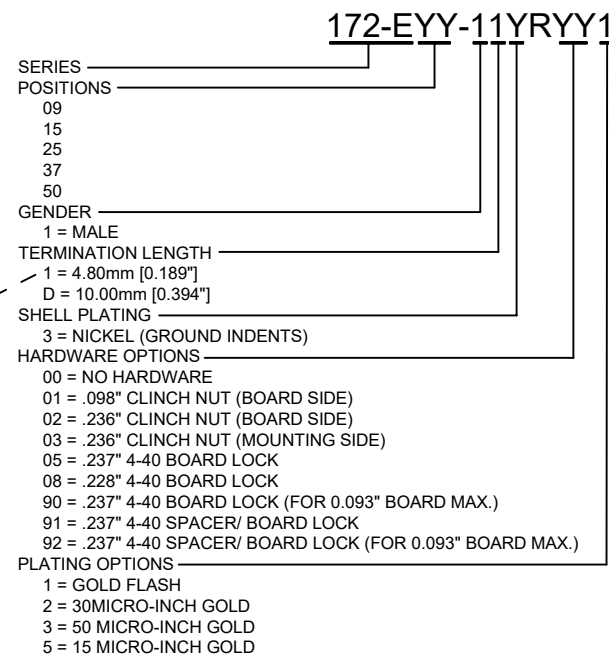 172-EYY-11YRYY1
SERIES
POSITIONS
09
15
25
37
50
GENDER
1 = MALE
TERMINATION LENGTH
1 = 4.80mm [0.189"]
D = 10.00mm [0.394"]
SHELL PLATING
3 = NICKEL (GROUND INDENTS)
HARDWARE OPTIONS
00 = NO HARDWARE
01 = .098" CLINCH NUT (BOARD SIDE)
02 = .236" CLINCH NUT (BOARD SIDE)
03 = .236" CLINCH NUT (MOUNTING SIDE)
05 = .237" 4-40 BOARD LOCK
08 = .228" 4-40 BOARD LOCK
90 = .237" 4-40 BOARD LOCK (FOR 0.093" BOARD MAX.)
91 = .237" 4-40 SPACER/ BOARD LOCK
92 = .237" 4-40 SPACER/ BOARD LOCK (FOR 0.093" BOARD MAX.)
PLATING OPTIONS
1 = GOLD FLASH
2 = 30MICRO-INCH GOLD
3 = 50 MICRO-INCH GOLD
5 = 15 MICRO-INCH GOLD